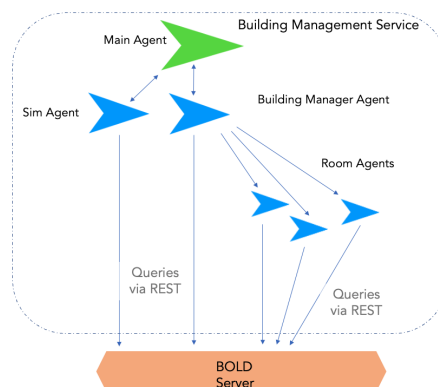 Building Management Service
Main Agent
Sim Agent
Building Manager Agent
Room Agents
Queries
via REST
Queries
via REST
BOLD
Server